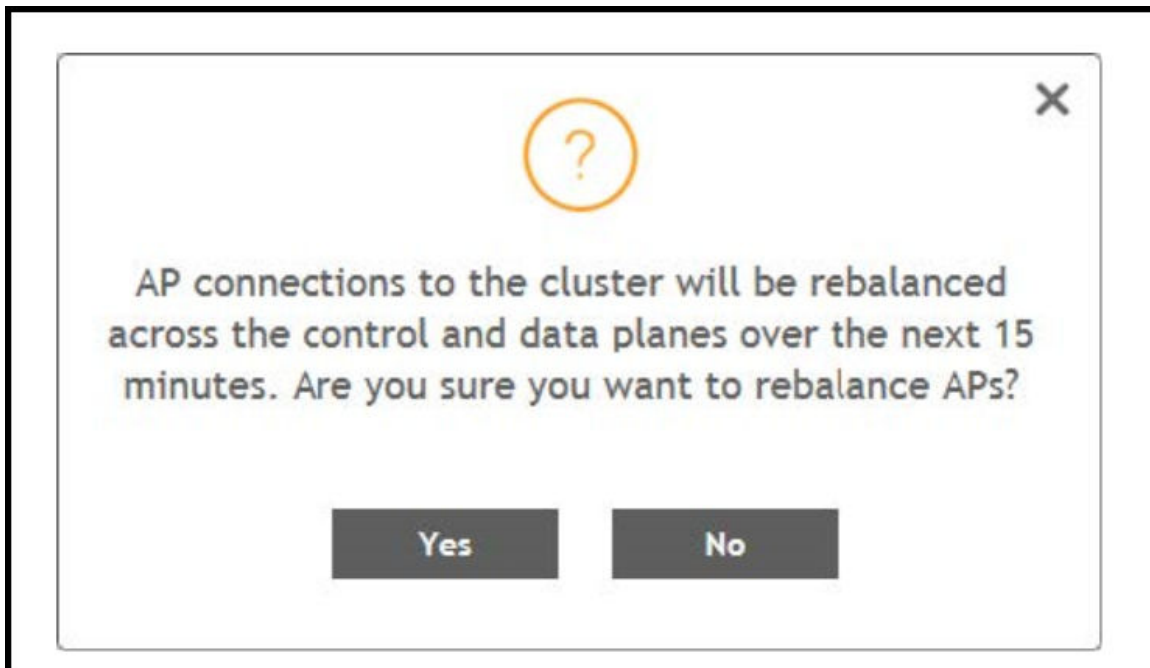 ?
AP connections to the cluster will be rebalanced
across the control and data planes over the next 15
minutes. Are you sure you want to rebalance APs?
Yes No